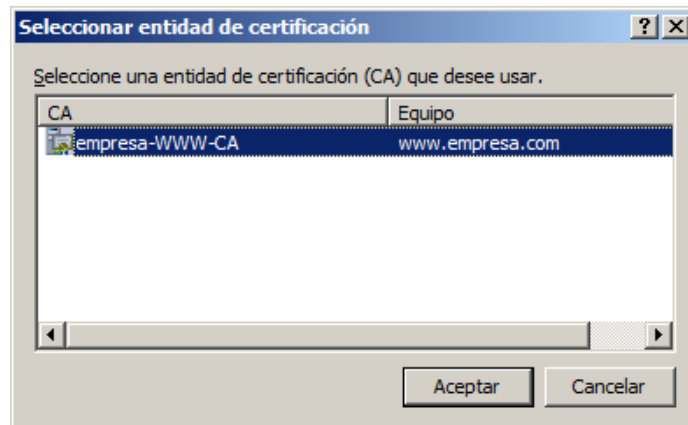 Seleccionar entidad de certificación
Seleccione una entidad de certificación (CA) que desee usar.
CA Equipo
empresa-WWW-CA www.empresa.com
Aceptar Cancelar